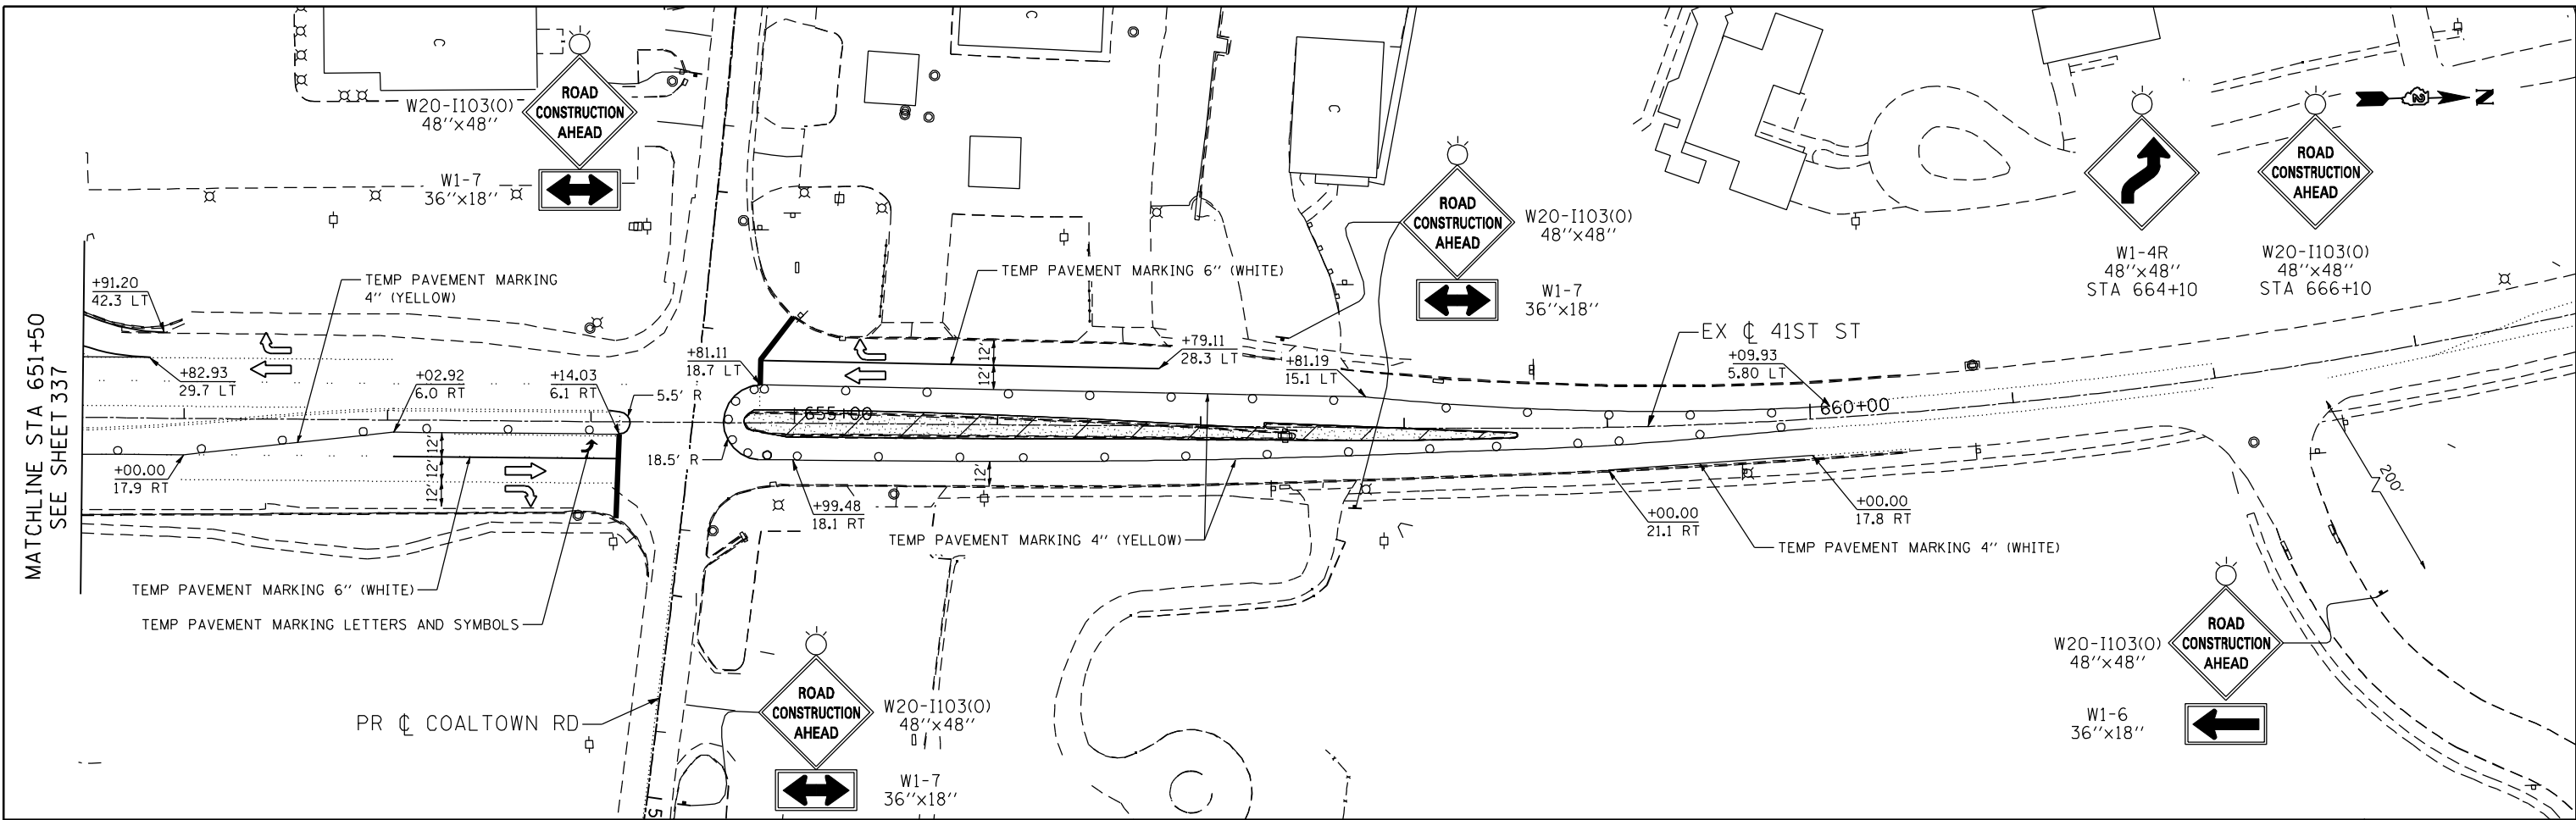 MATCHLINE STA 651+50
SEE SHEET 337
+91.20
42.3 LT
+82.93
29.7 LT
+00.00
17.9 RT
TEMP PAVEMENT MARKING
4'' (YELLOW)
+02.92
6.0 RT
+14.03
6.1 RT
12'
12'
12'
TEMP PAVEMENT MARKING 6'' (WHITE)
TEMP PAVEMENT MARKING LETTERS AND SYMBOLS
PR ℄ COALTOWN RD
5
W20-I103(O)
48''x48''
ROAD
CONSTRUCTION
AHEAD
W1-7
36''x18''
C
5.5' R
18.5' R
+81.11
18.7 LT
655+00
+99.48
18.1 RT
12'
12'
12'
TEMP PAVEMENT MARKING 6'' (WHITE)
+79.11
28.3 LT
+81.19
15.1 LT
TEMP PAVEMENT MARKING 4'' (YELLOW)
ROAD
CONSTRUCTION
AHEAD
W20-I103(O)
48''x48''
W1-7
36''x18''
C
C
ROAD
CONSTRUCTION
AHEAD
W20-I103(O)
48''x48''
W1-7
36''x18''
EX ℄ 41ST ST
+09.93
5.80 LT
660+00
+00.00
21.1 RT
+00.00
17.8 RT
TEMP PAVEMENT MARKING 4'' (WHITE)
W1-4R
48''x48''
STA 664+10
ROAD
CONSTRUCTION
AHEAD
W20-I103(O)
48''x48''
STA 666+10
N
200'
ROAD
CONSTRUCTION
AHEAD
W20-I103(O)
48''x48''
W1-6
36''x18''